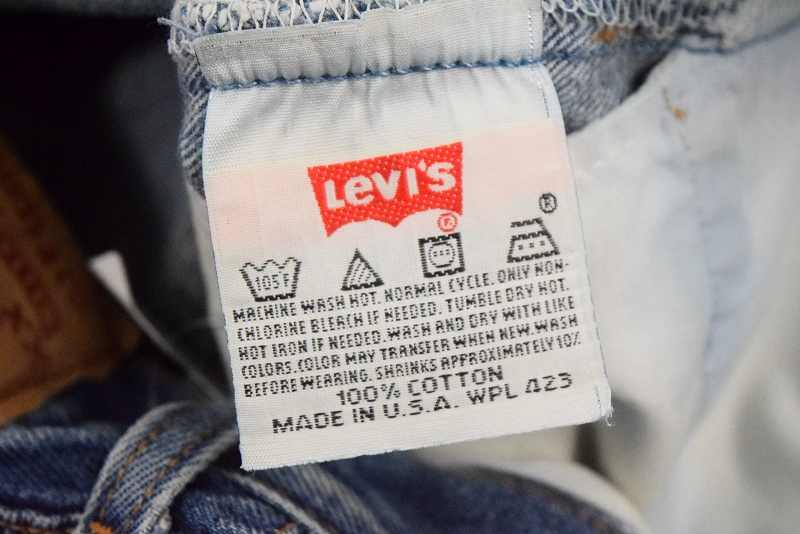 LEVI'S
®
®
105F
MACHINE WASH HOT. NORMAL CYCLE. ONLY NON-
CHLORINE BLEACH IF NEEDED. TUMBLE DRY HOT.
HOT IRON IF NEEDED. WASH AND DRY WITH LIKE
COLORS. COLOR MAY TRANSFER WHEN NEW. WASH
BEFORE WEARING. SHRINKS APPROXIMATELY 10%
100% COTTON
MADE IN U.S.A. WPL 423